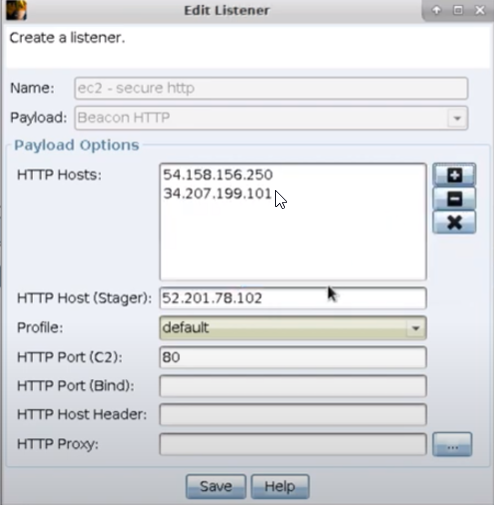 Edit Listener
Create a listener.
Name: ec2 - secure http
Payload: Beacon HTTP
Payload Options
HTTP Hosts: 54.158.156.250
34.207.199.101
HTTP Host (Stager): 52.201.78.102
Profile: default
HTTP Port (C2): 80
HTTP Port (Bind):
HTTP Host Header:
HTTP Proxy: ...
Save Help